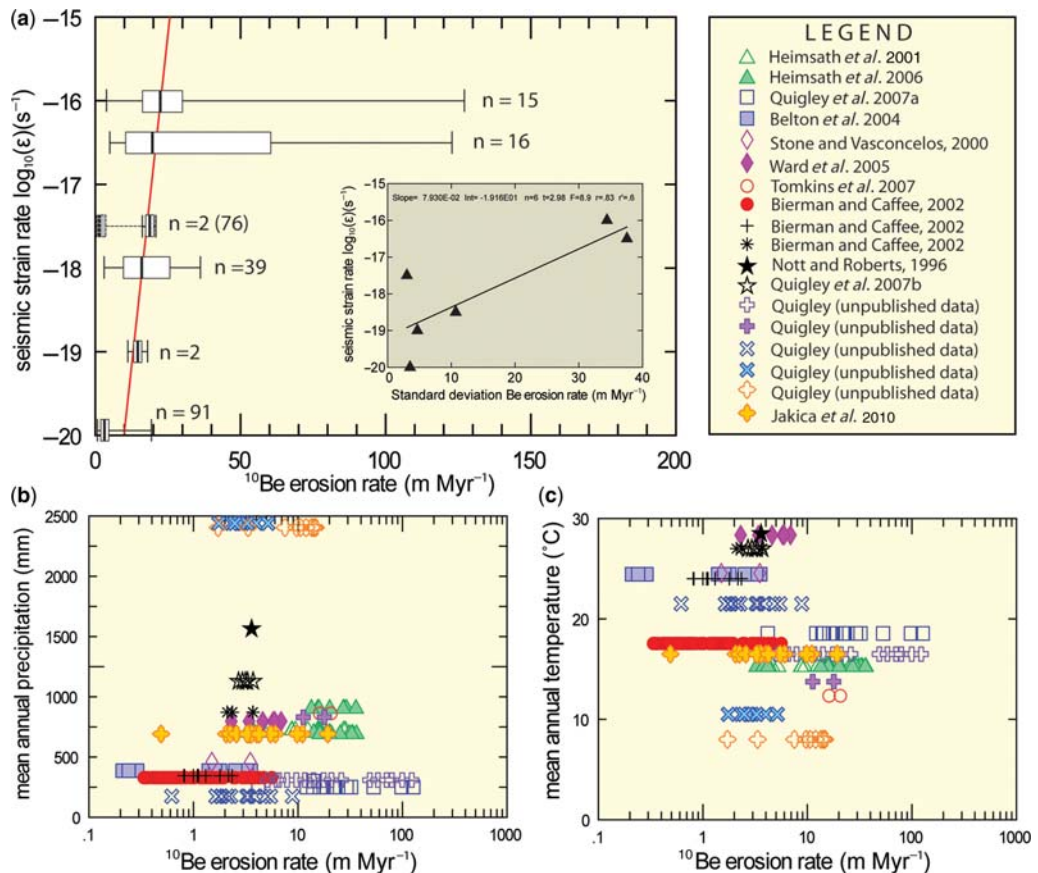 (a)
−15
−16
−17
−18
−19
−20
seismic strain rate log₁₀(ε)(s⁻¹)
n = 15
n = 16
n=2 (76)
n =39
n =2
n = 91
0
50
100
150
200
¹⁰Be erosion rate (m Myr⁻¹)
Slope= 7.930E-02 Int= -1.916E01 n=6 t=2.98 F=8.9 r=.83 r²=.6
−15
−16
−17
−18
−19
−20
seismic strain rate log₁₀(ε)(s⁻¹)
0
10
20
30
40
Standard deviation Be erosion rate (m Myr⁻¹)
LEGEND
Heimsath et al. 2001
Heimsath et al. 2006
Quigley et al. 2007a
Belton et al. 2004
Stone and Vasconcelos, 2000
Ward et al. 2005
Tomkins et al. 2007
Bierman and Caffee, 2002
Bierman and Caffee, 2002
Bierman and Caffee, 2002
Nott and Roberts, 1996
Quigley et al. 2007b
Quigley (unpublished data)
Quigley (unpublished data)
Quigley (unpublished data)
Quigley (unpublished data)
Quigley (unpublished data)
Jakica et al. 2010
(b)
2500
2000
1500
1000
500
0
mean annual precipitation (mm)
.1
1
10
100
1000
¹⁰Be erosion rate (m Myr⁻¹)
(c)
30
20
10
0
mean annual temperature (°C)
.1
1
10
100
1000
¹⁰Be erosion rate (m Myr⁻¹)